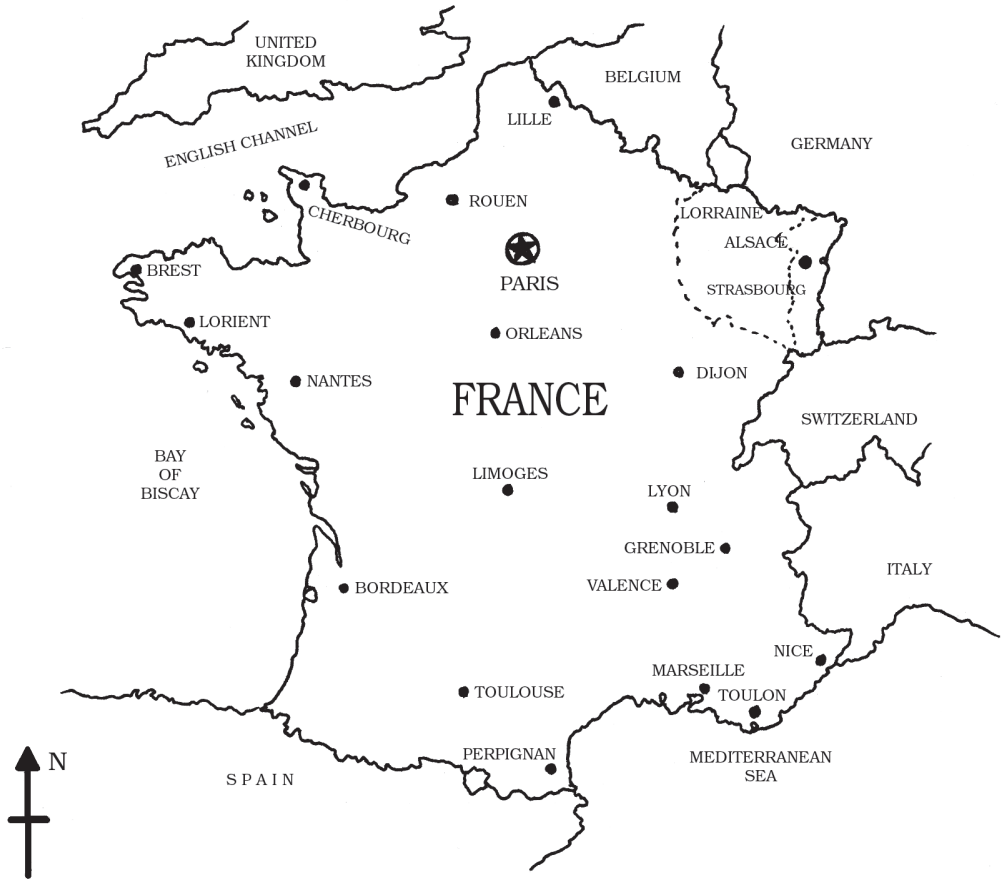 UNITED
KINGDOM
BELGIUM
LILLE
ENGLISH CHANNEL
GERMANY
ROUEN
CHERBOURG
LORRAINE
ALSACE
BREST
PARIS
STRASBOURG
LORIENT
ORLEANS
NANTES
DIJON
FRANCE
SWITZERLAND
BAY
OF
BISCAY
LIMOGES
LYON
GRENOBLE
ITALY
VALENCE
BORDEAUX
NICE
MARSEILLE
TOULOUSE
TOULON
PERPIGNAN
MEDITERRANEAN
SEA
N
SPAIN